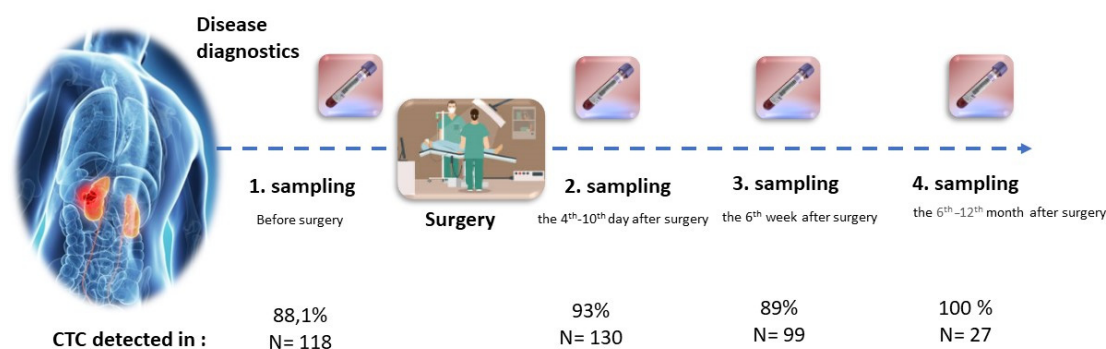 Disease
diagnostics
1. sampling
Before surgery
Surgery
2. sampling
the 4th-10th day after surgery
3. sampling
the 6th week after surgery
4. sampling
the 6th-12th month after surgery
CTC detected in :
88,1%
N= 118
93%
N= 130
89%
N= 99
100 %
N= 27